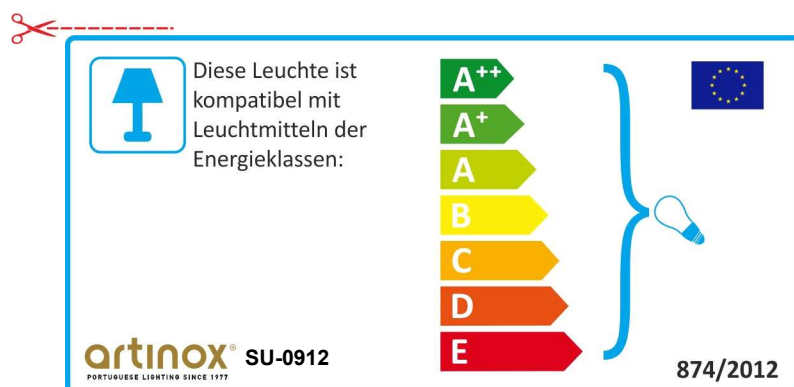 Diese Leuchte ist
kompatibel mit
Leuchtmitteln der
Energieklassen:
A++
A+
A
B
C
D
E
artinox® SU-0912
PORTUGUESE LIGHTING SINCE 1977
874/2012